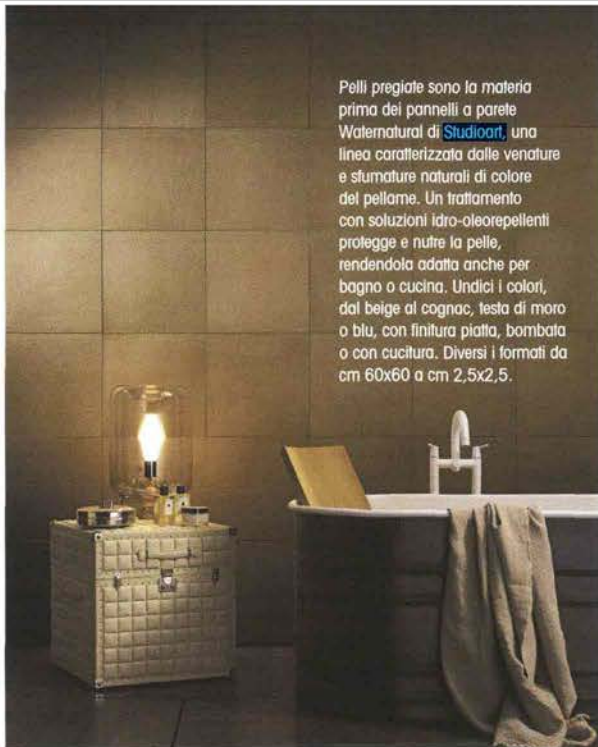 Pelli pregiate sono la materia
prima dei pannelli a parete
Waternatural di Studioart, una
linea caratterizzata dalle venature
e sfumature naturali di colore
del pellame. Un trattamento
con soluzioni idro-oleorepellenti
protegge e nutre la pelle,
rendendola adatta anche per
bagno o cucina. Undici i colori,
dal beige al cognac, testa di moro
o blu, con finitura piatta, bombata
o con cucitura. Diversi i formati da
cm 60x60 a cm 2,5x2,5.